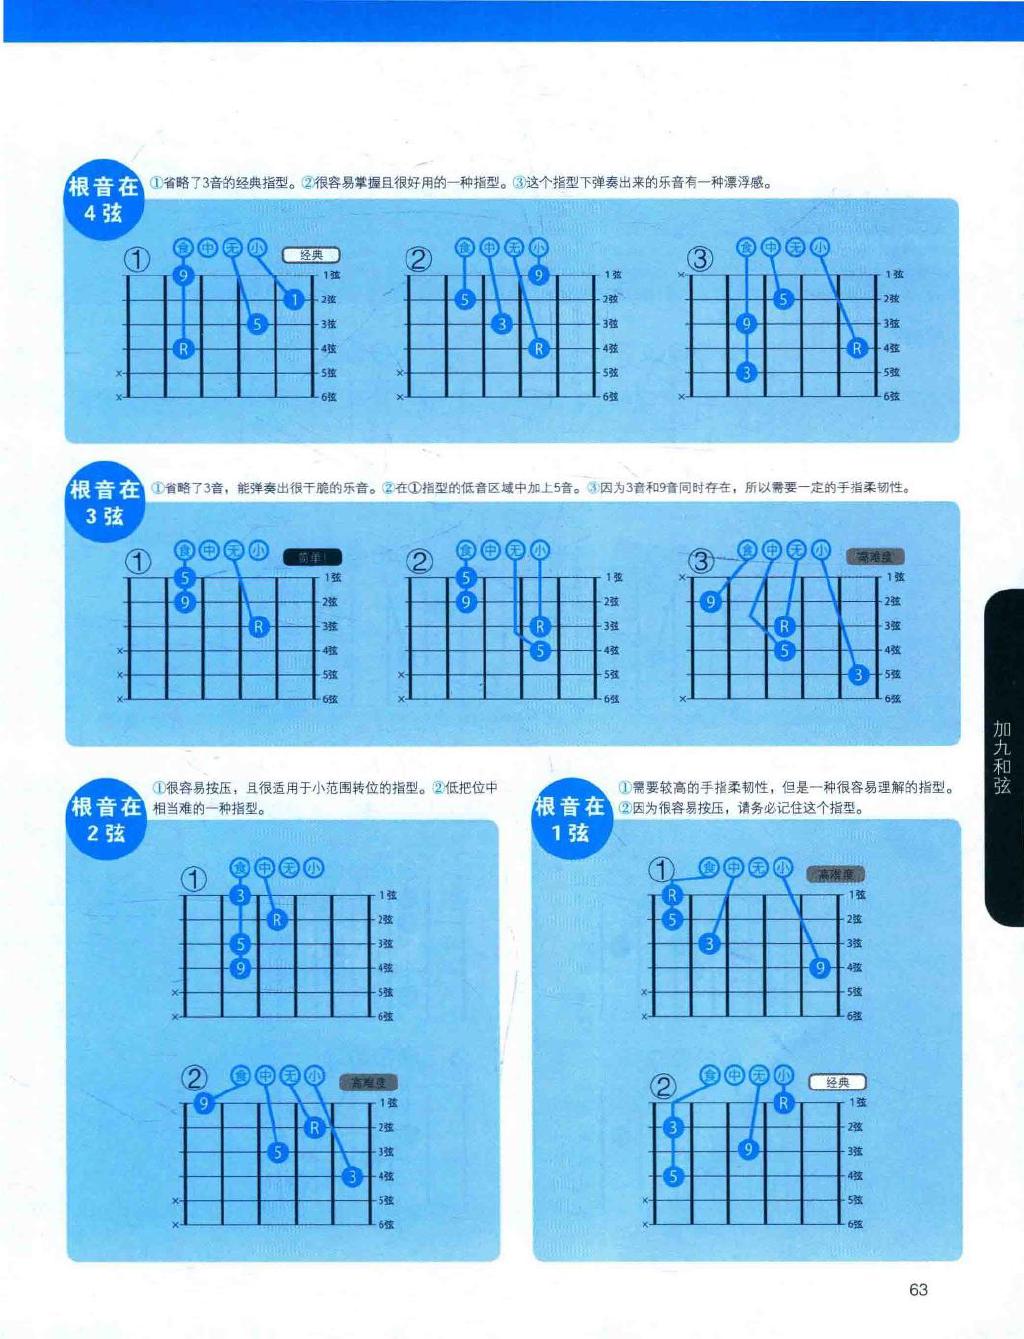 根音在
4弦
①省略了3音的经典指型。②很容易掌握且很好用的一种指型。③这个指型下弹奏出来的乐音有一种漂浮感。
① 食 中 无 小 经典
9 1弦
1 2弦
5 3弦
R 4弦
× 5弦
× 6弦
② 食 中 无 小
9 1弦
5 2弦
3 3弦
R 4弦
× 5弦
× 6弦
③ 食 中 无 小
× 1弦
5 2弦
9 3弦
R 4弦
3 5弦
× 6弦
根音在
3弦
①省略了3音，能弹奏出很干脆的乐音。②在①指型的低音区域中加上5音。③因为3音和9音同时存在，所以需要一定的手指柔韧性。
① 食 中 无 小 简单!
5 1弦
9 2弦
R 3弦
× 4弦
× 5弦
× 6弦
② 食 中 无 小
5 1弦
9 2弦
R 3弦
5 4弦
× 5弦
× 6弦
③ 食 中 无 小 高难度
× 1弦
9 2弦
R 3弦
5 4弦
3 5弦
× 6弦
加九和弦
根音在
2弦
①很容易按压，且很适用于小范围转位的指型。②低把位中
相当难的一种指型。
① 食 中 无 小
3 1弦
R 2弦
5 3弦
9 4弦
× 5弦
× 6弦
② 食 中 无 小 高难度
9 1弦
R 2弦
5 3弦
3 4弦
× 5弦
× 6弦
根音在
1弦
①需要较高的手指柔韧性，但是一种很容易理解的指型。
②因为很容易按压，请务必记住这个指型。
① 食 中 无 小 高难度
R 1弦
5 2弦
3 3弦
9 4弦
× 5弦
× 6弦
② 食 中 无 小 经典
R 1弦
3 2弦
9 3弦
5 4弦
× 5弦
× 6弦
63